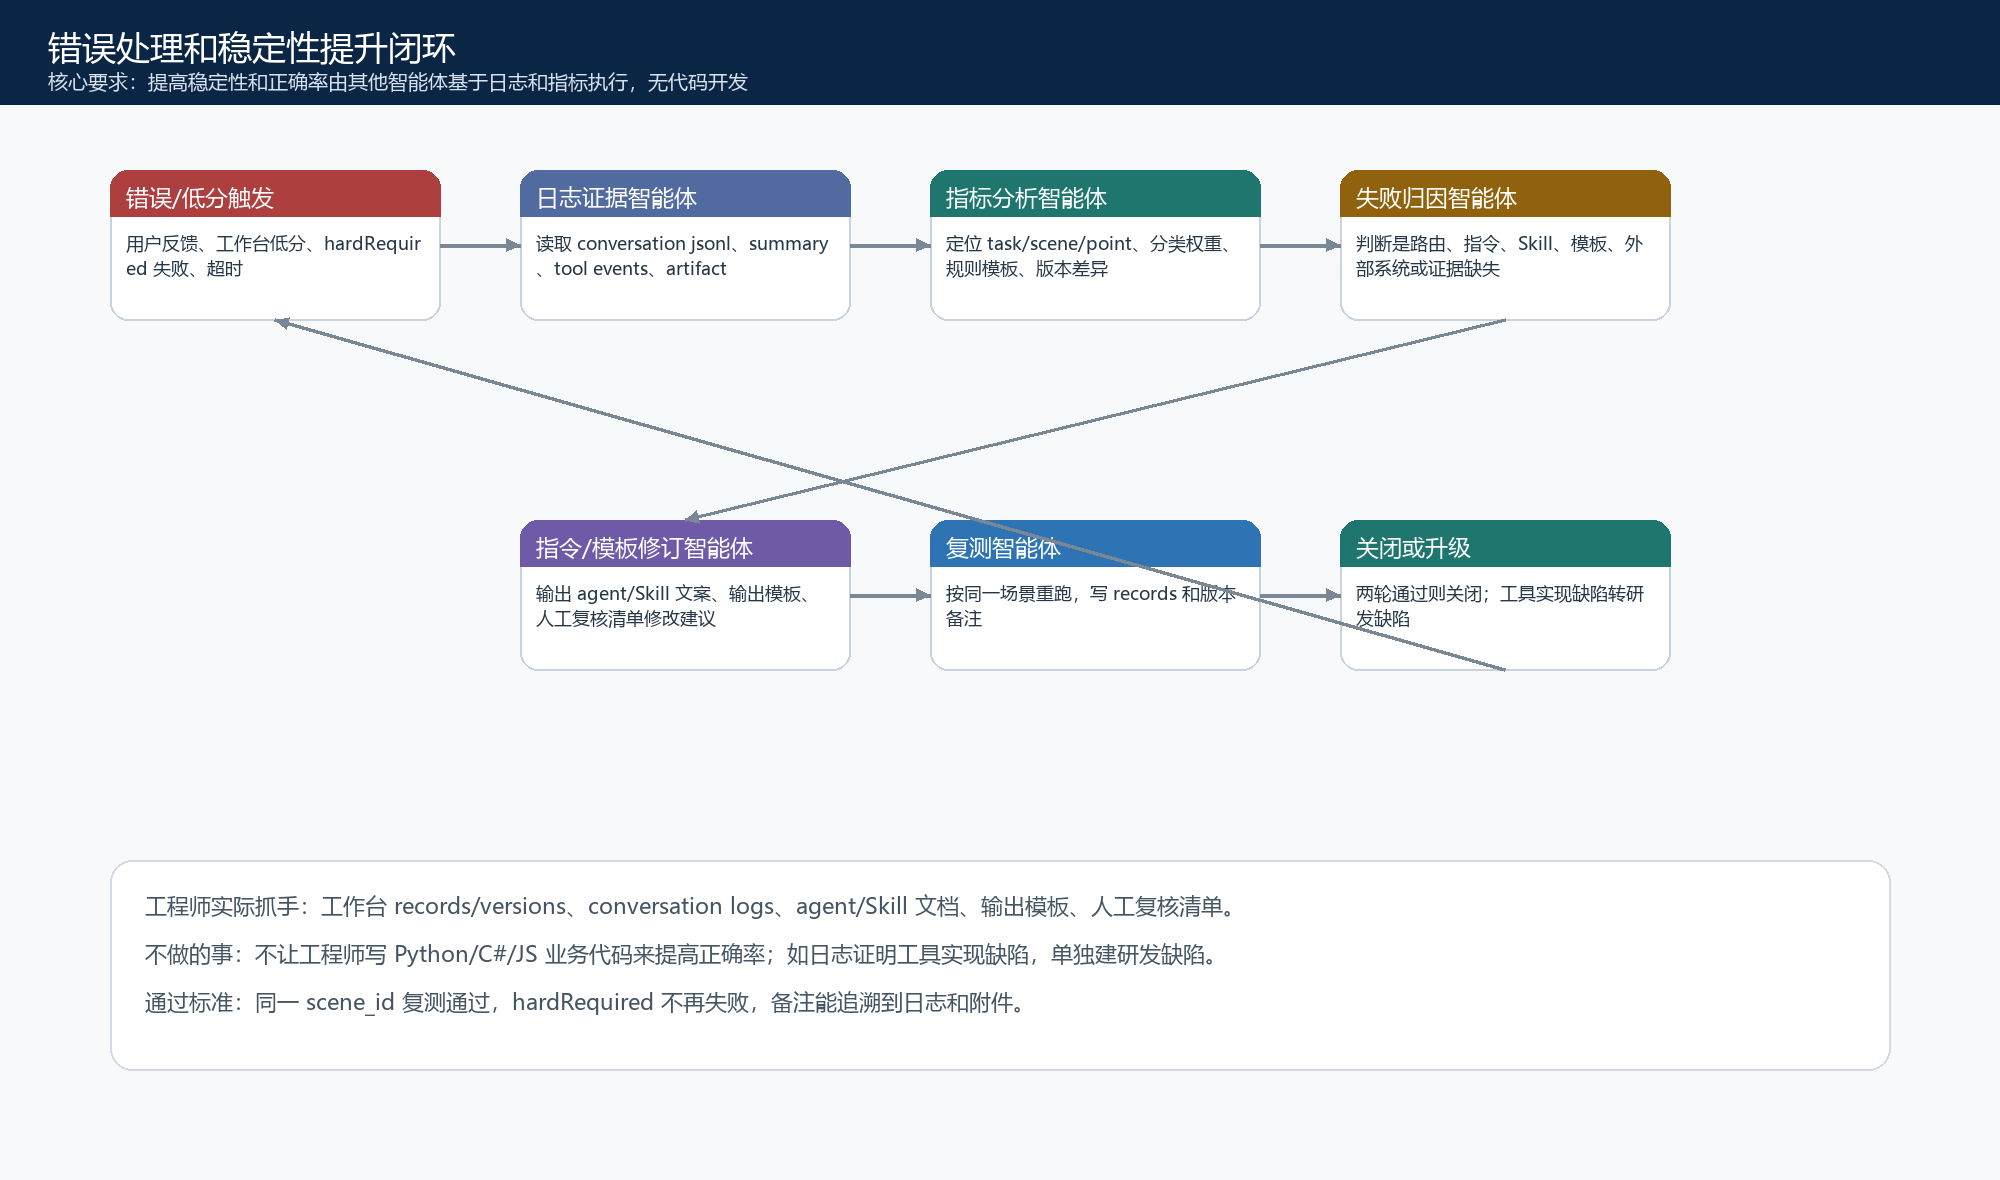 错误处理和稳定性提升闭环
核心要求：提高稳定性和正确率由其他智能体基于日志和指标执行，无代码开发
错误/低分触发
用户反馈、工作台低分、hardRequir
ed 失败、超时
日志证据智能体
读取 conversation jsonl、summary
、tool events、artifact
指标分析智能体
定位 task/scene/point、分类权重、
规则模板、版本差异
失败归因智能体
判断是路由、指令、Skill、模板、外
部系统或证据缺失
指令/模板修订智能体
输出 agent/Skill 文案、输出模板、
人工复核清单修改建议
复测智能体
按同一场景重跑，写 records 和版本
备注
关闭或升级
两轮通过则关闭；工具实现缺陷转研
发缺陷
工程师实际抓手：工作台 records/versions、conversation logs、agent/Skill 文档、输出模板、人工复核清单。
不做的事：不让工程师写 Python/C#/JS 业务代码来提高正确率；如日志证明工具实现缺陷，单独建研发缺陷。
通过标准：同一 scene_id 复测通过，hardRequired 不再失败，备注能追溯到日志和附件。